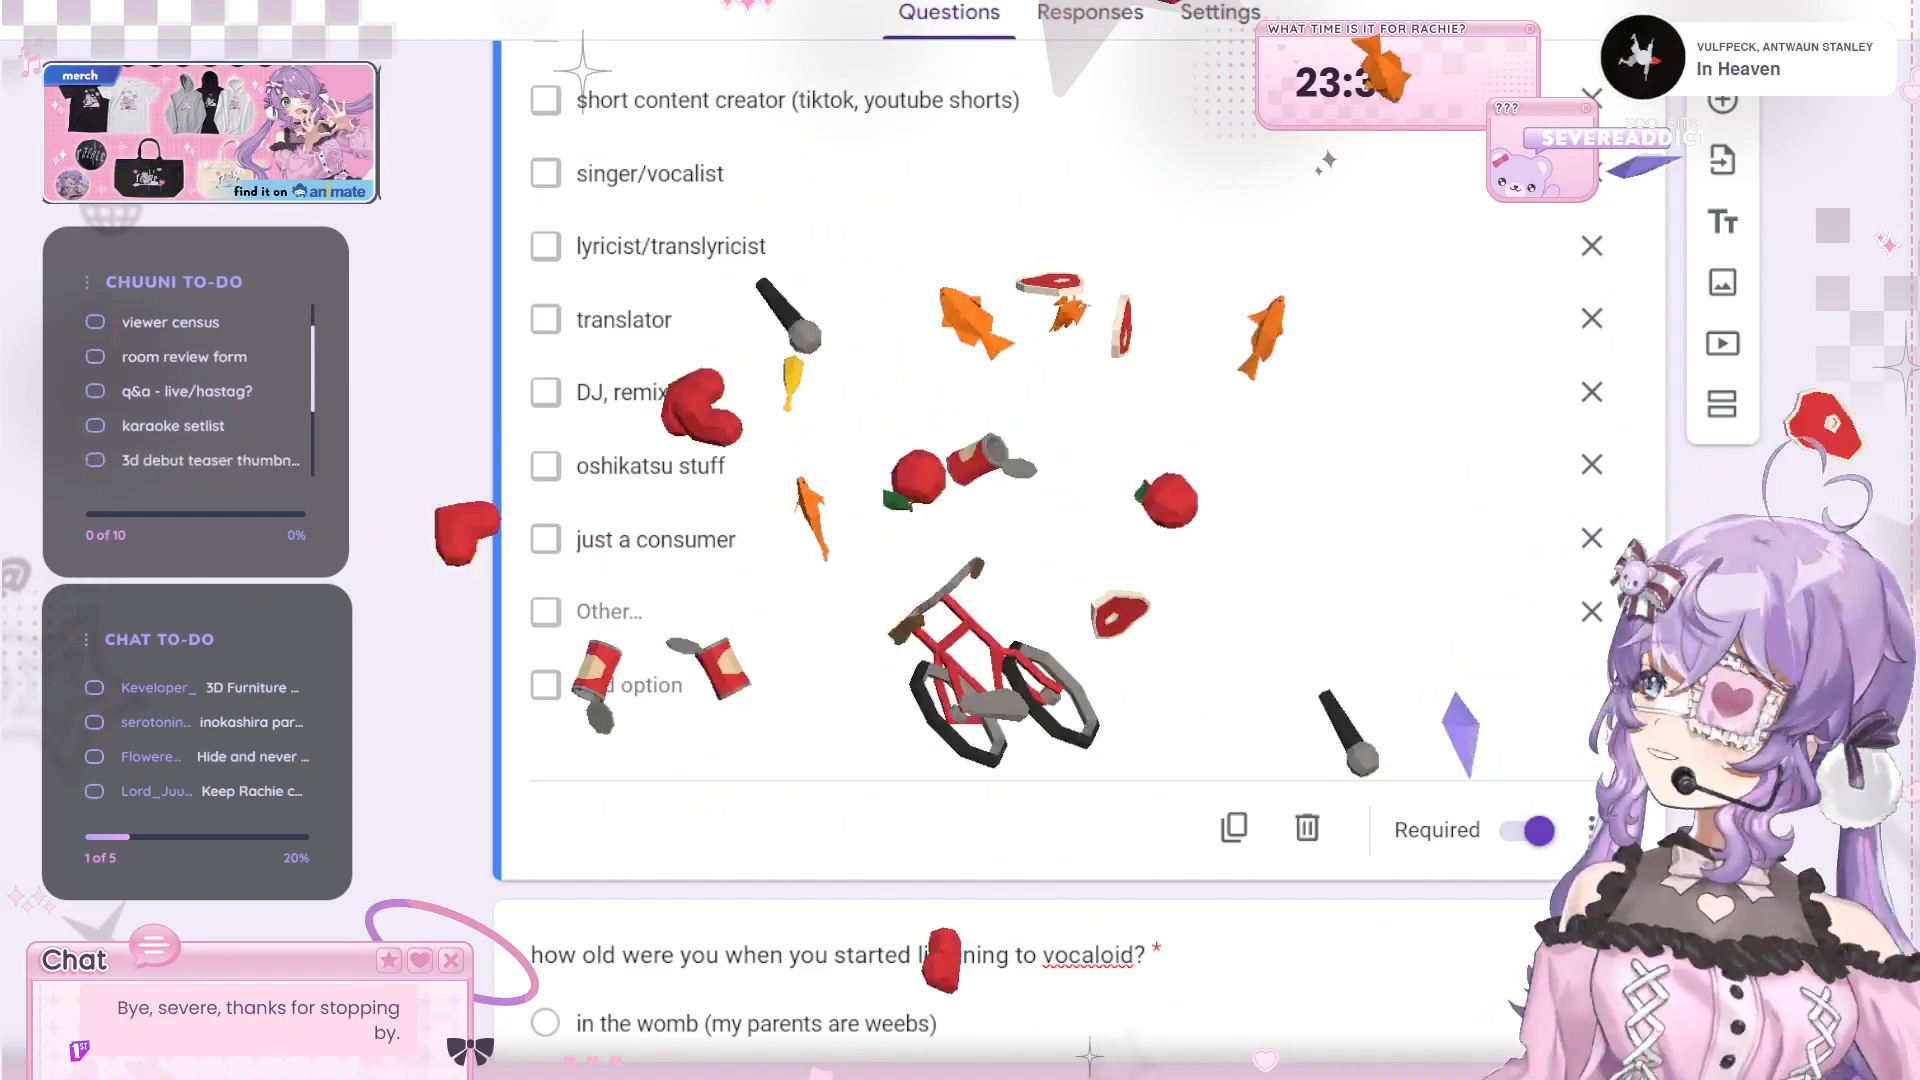 Questions
Responses
Settings
WHAT TIME IS IT FOR RACHIE?
VULFPECK, ANTWAUN STANLEY
In Heaven
???
merch
find it on animate
short content creator (tiktok, youtube shorts)
singer/vocalist
lyricist/translyricist
translator
DJ, remix
oshikatsu stuff
just a consumer
Other...
option
Required
how old were you when you started listening to vocaloid? *
in the womb (my parents are weebs)
CHUUNI TO-DO
viewer census
room review form
q&a - live/hastag?
karaoke setlist
3d debut teaser thumbn...
0 of 10
0%
CHAT TO-DO
Keveloper_ 3D Furniture ...
serotonin... inokashira par...
Flowere... Hide and never ...
Lord_Juu... Keep Rachie c...
1 of 5
20%
Chat
Bye, severe, thanks for stopping
by.
1ST
Tt